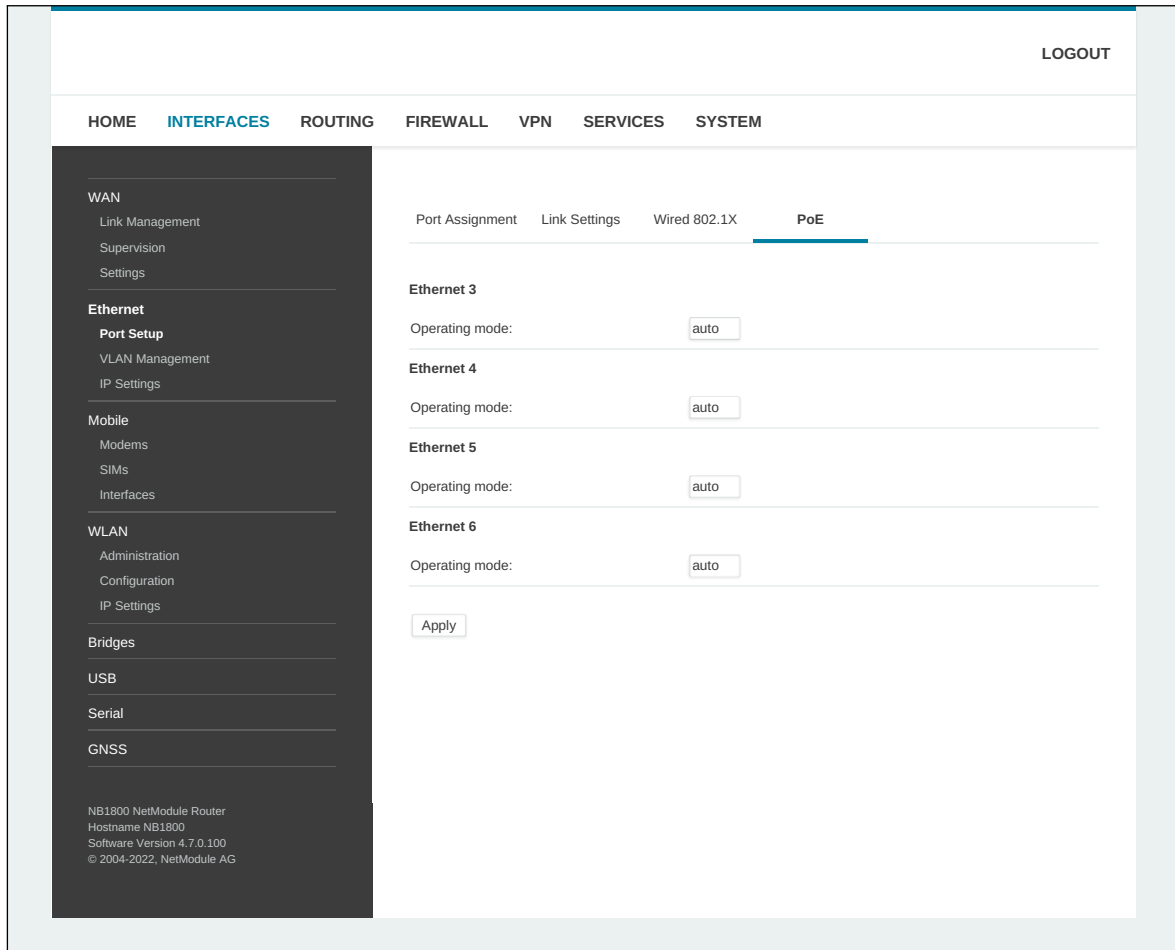 LOGOUT
HOME INTERFACES ROUTING FIREWALL VPN SERVICES SYSTEM
WAN
Link Management
Supervision
Settings
Ethernet
Port Setup
VLAN Management
IP Settings
Mobile
Modems
SIMs
Interfaces
WLAN
Administration
Configuration
IP Settings
Bridges
USB
Serial
GNSS
NB1800 NetModule Router
Hostname NB1800
Software Version 4.7.0.100
© 2004-2022, NetModule AG
Port Assignment Link Settings Wired 802.1X PoE
Ethernet 3
Operating mode: auto
Ethernet 4
Operating mode: auto
Ethernet 5
Operating mode: auto
Ethernet 6
Operating mode: auto
Apply